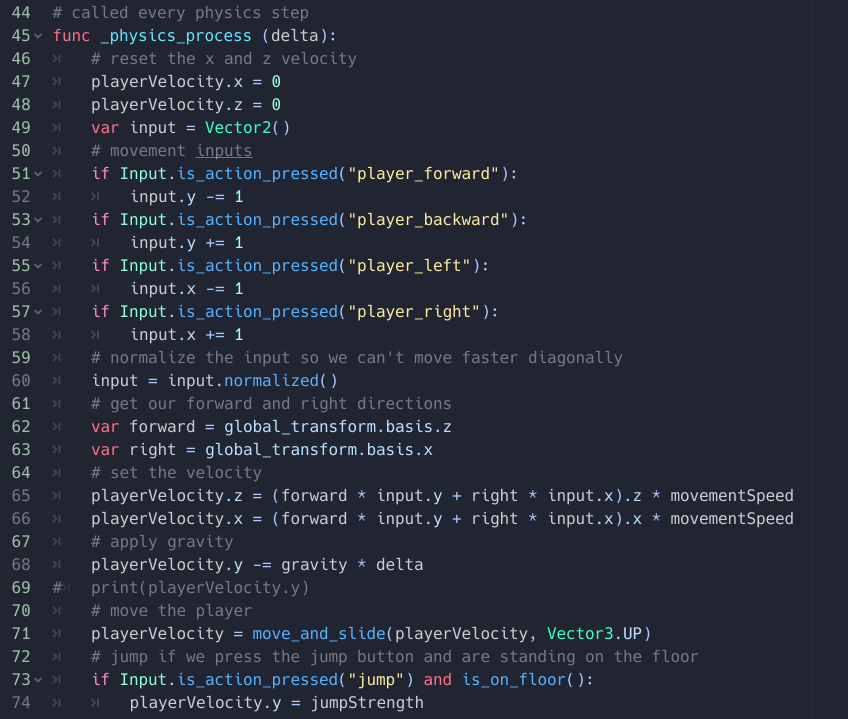 44 # called every physics step
45 func _physics_process (delta):
46 # reset the x and z velocity
47 playerVelocity.x = 0
48 playerVelocity.z = 0
49 var input = Vector2()
50 # movement inputs
51 if Input.is_action_pressed("player_forward"):
52 input.y -= 1
53 if Input.is_action_pressed("player_backward"):
54 input.y += 1
55 if Input.is_action_pressed("player_left"):
56 input.x -= 1
57 if Input.is_action_pressed("player_right"):
58 input.x += 1
59 # normalize the input so we can't move faster diagonally
60 input = input.normalized()
61 # get our forward and right directions
62 var forward = global_transform.basis.z
63 var right = global_transform.basis.x
64 # set the velocity
65 playerVelocity.z = (forward * input.y + right * input.x).z * movementSpeed
66 playerVelocity.x = (forward * input.y + right * input.x).x * movementSpeed
67 # apply gravity
68 playerVelocity.y -= gravity * delta
69 # print(playerVelocity.y)
70 # move the player
71 playerVelocity = move_and_slide(playerVelocity, Vector3.UP)
72 # jump if we press the jump button and are standing on the floor
73 if Input.is_action_pressed("jump") and is_on_floor():
74 playerVelocity.y = jumpStrength